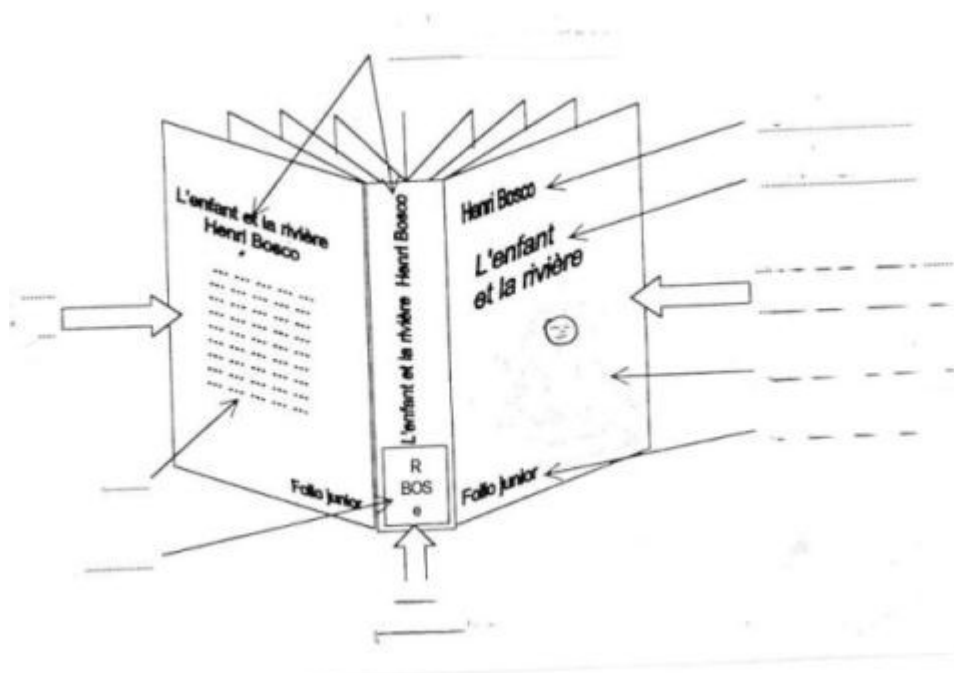 L'enfant et la rivière
Henri Bosco
Folio junior
L'enfant et la rivière Henri Bosco
R
BOS
e
Henri Bosco
L'enfant
et la rivière
Folio junior